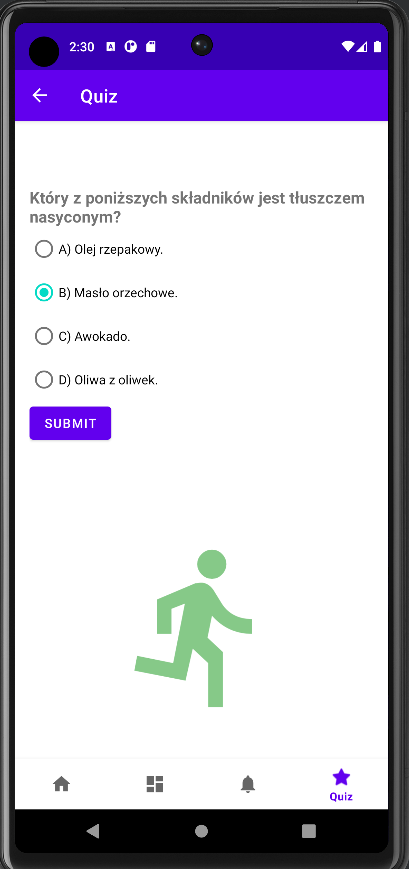 2:30
Quiz
Który z poniższych składników jest tłuszczem
nasyconym?
A) Olej rzepakowy.
B) Masło orzechowe.
C) Awokado.
D) Oliwa z oliwek.
SUBMIT
Quiz